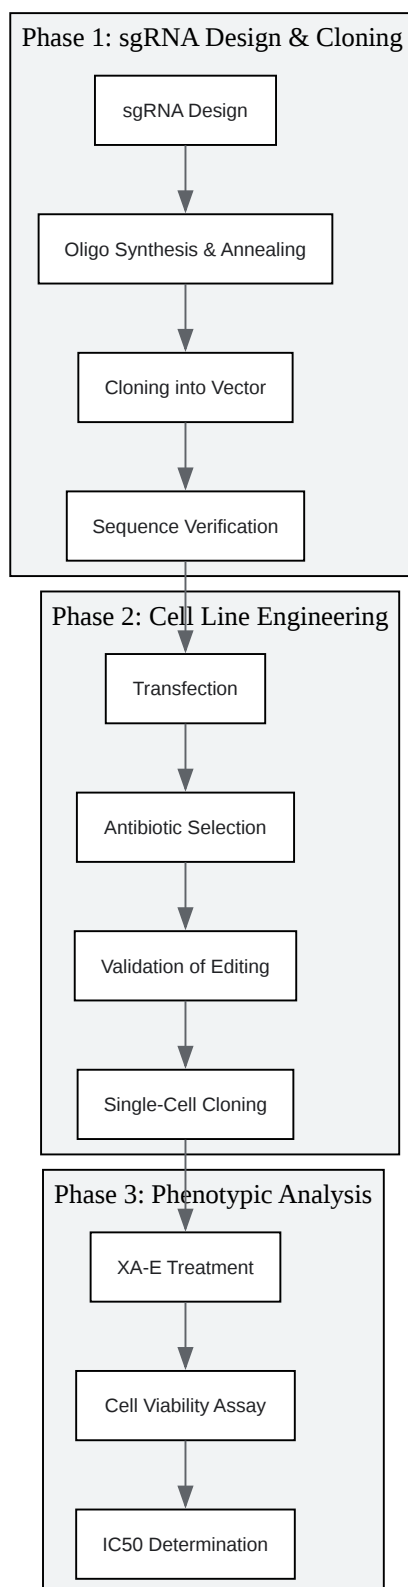 Phase 1: sgRNA Design & Cloning
sgRNA Design
Oligo Synthesis & Annealing
Cloning into Vector
Sequence Verification
Phase 2: Cell Line Engineering
Transfection
Antibiotic Selection
Validation of Editing
Single-Cell Cloning
Phase 3: Phenotypic Analysis
XA-E Treatment
Cell Viability Assay
IC50 Determination